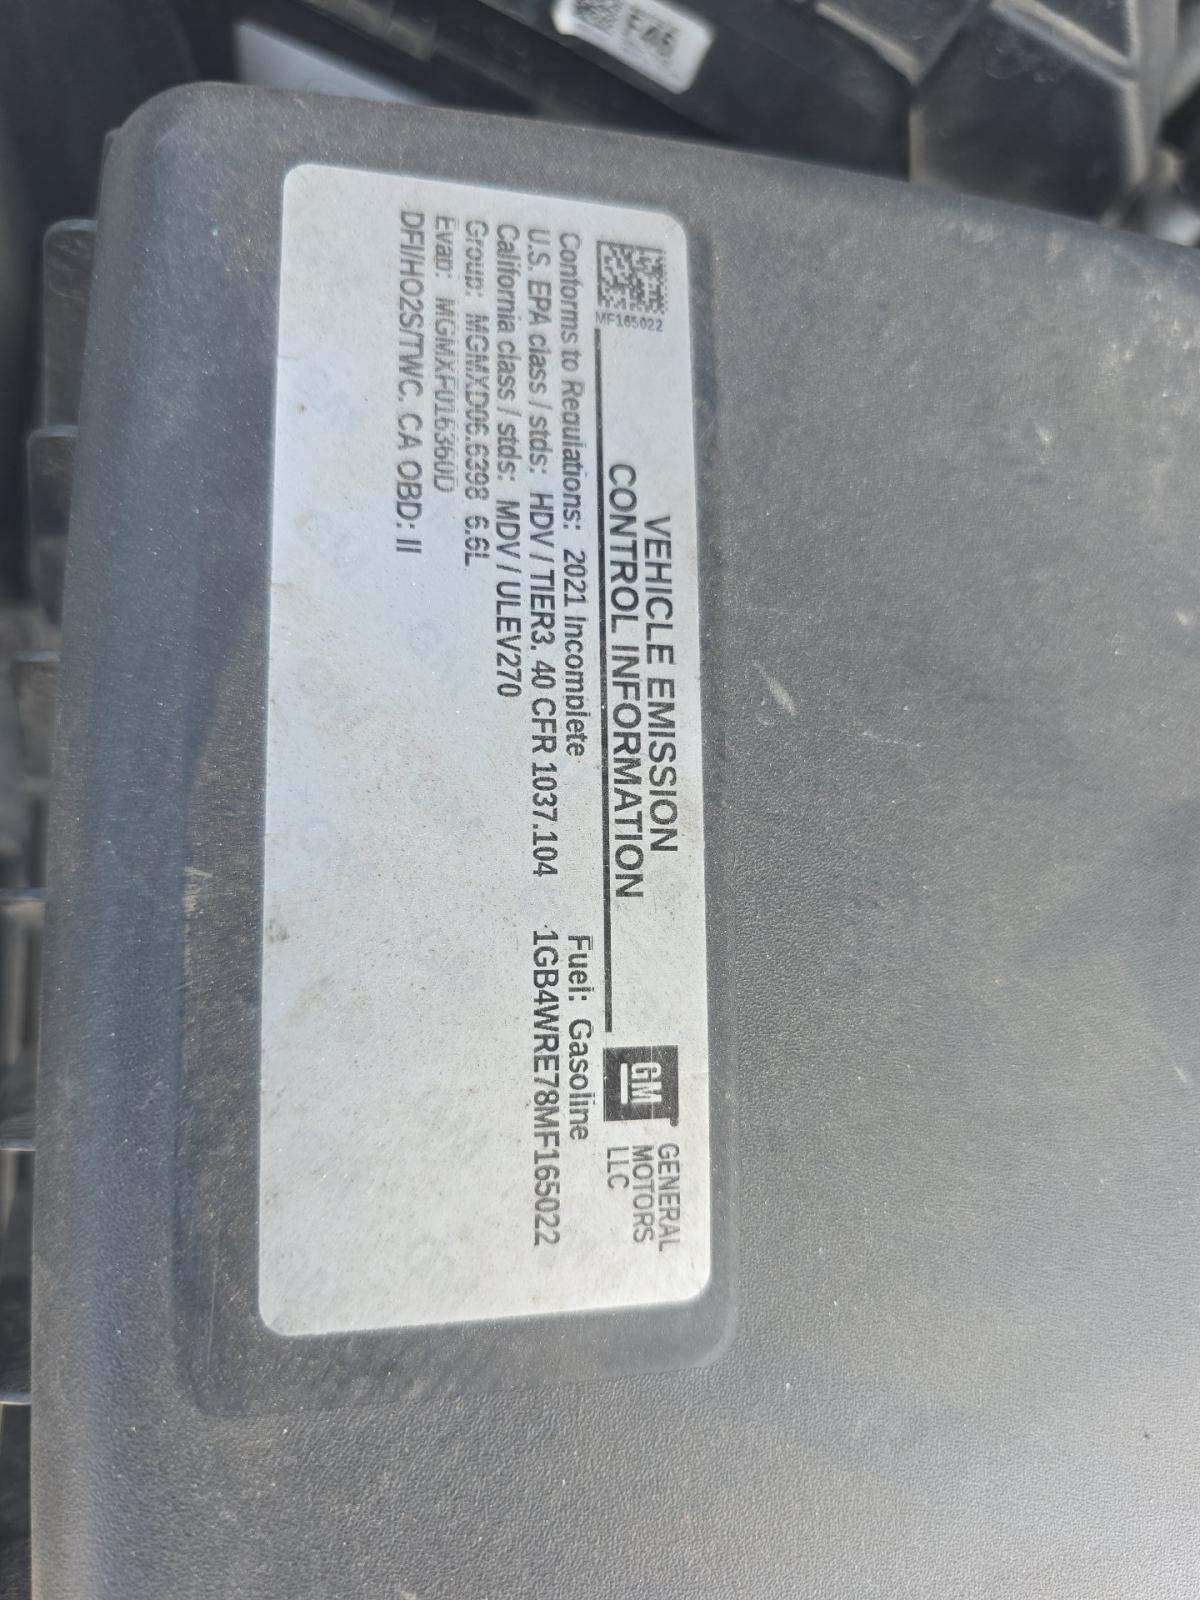 VEHICLE EMISSION
CONTROL INFORMATION
GM
GENERAL
MOTORS
LLC
MF165022
Conforms to Regulations: 2021 Incomplete Fuel: Gasoline
U.S. EPA class / stds: HDV / TIER3, 40 CFR 1037.104 1GB4WRE78MF165022
California class / stds: MDV / ULEV270
Group: MGMXD06.6398 6.6L
Evap: MGMXF016360D
DFI/HO2S/TWC, CA OBD: II